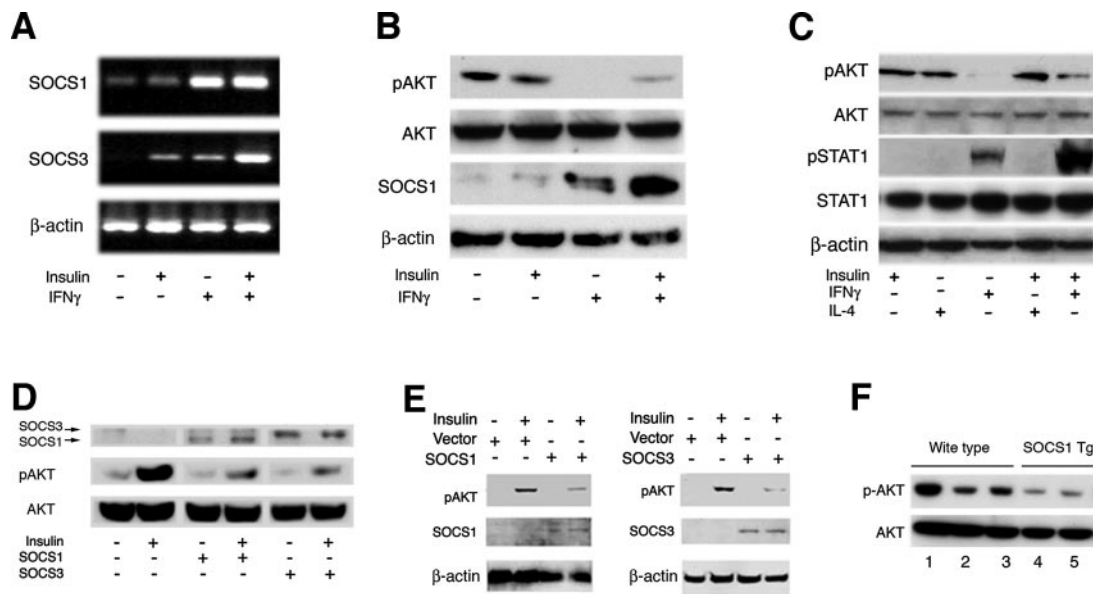 A
SOCS1
SOCS3
β-actin
Insulin - + - +
IFNγ - - + +
B
pAKT
AKT
SOCS1
β-actin
Insulin - + - +
IFNγ - - + +
C
pAKT
AKT
pSTAT1
STAT1
β-actin
Insulin + - - + +
IFNγ - - + - +
IL-4 - + - + -
D
SOCS3
SOCS1
pAKT
AKT
Insulin - + - + - +
SOCS1 - - + + - -
SOCS3 - - - - + +
E
Insulin - + - +
Vector + + - -
SOCS1 - - + +
pAKT
SOCS1
β-actin
Insulin - + - +
Vector + + - -
SOCS3 - - + +
pAKT
SOCS3
β-actin
F
Wite type SOCS1 Tg
p-AKT
AKT
1 2 3 4 5